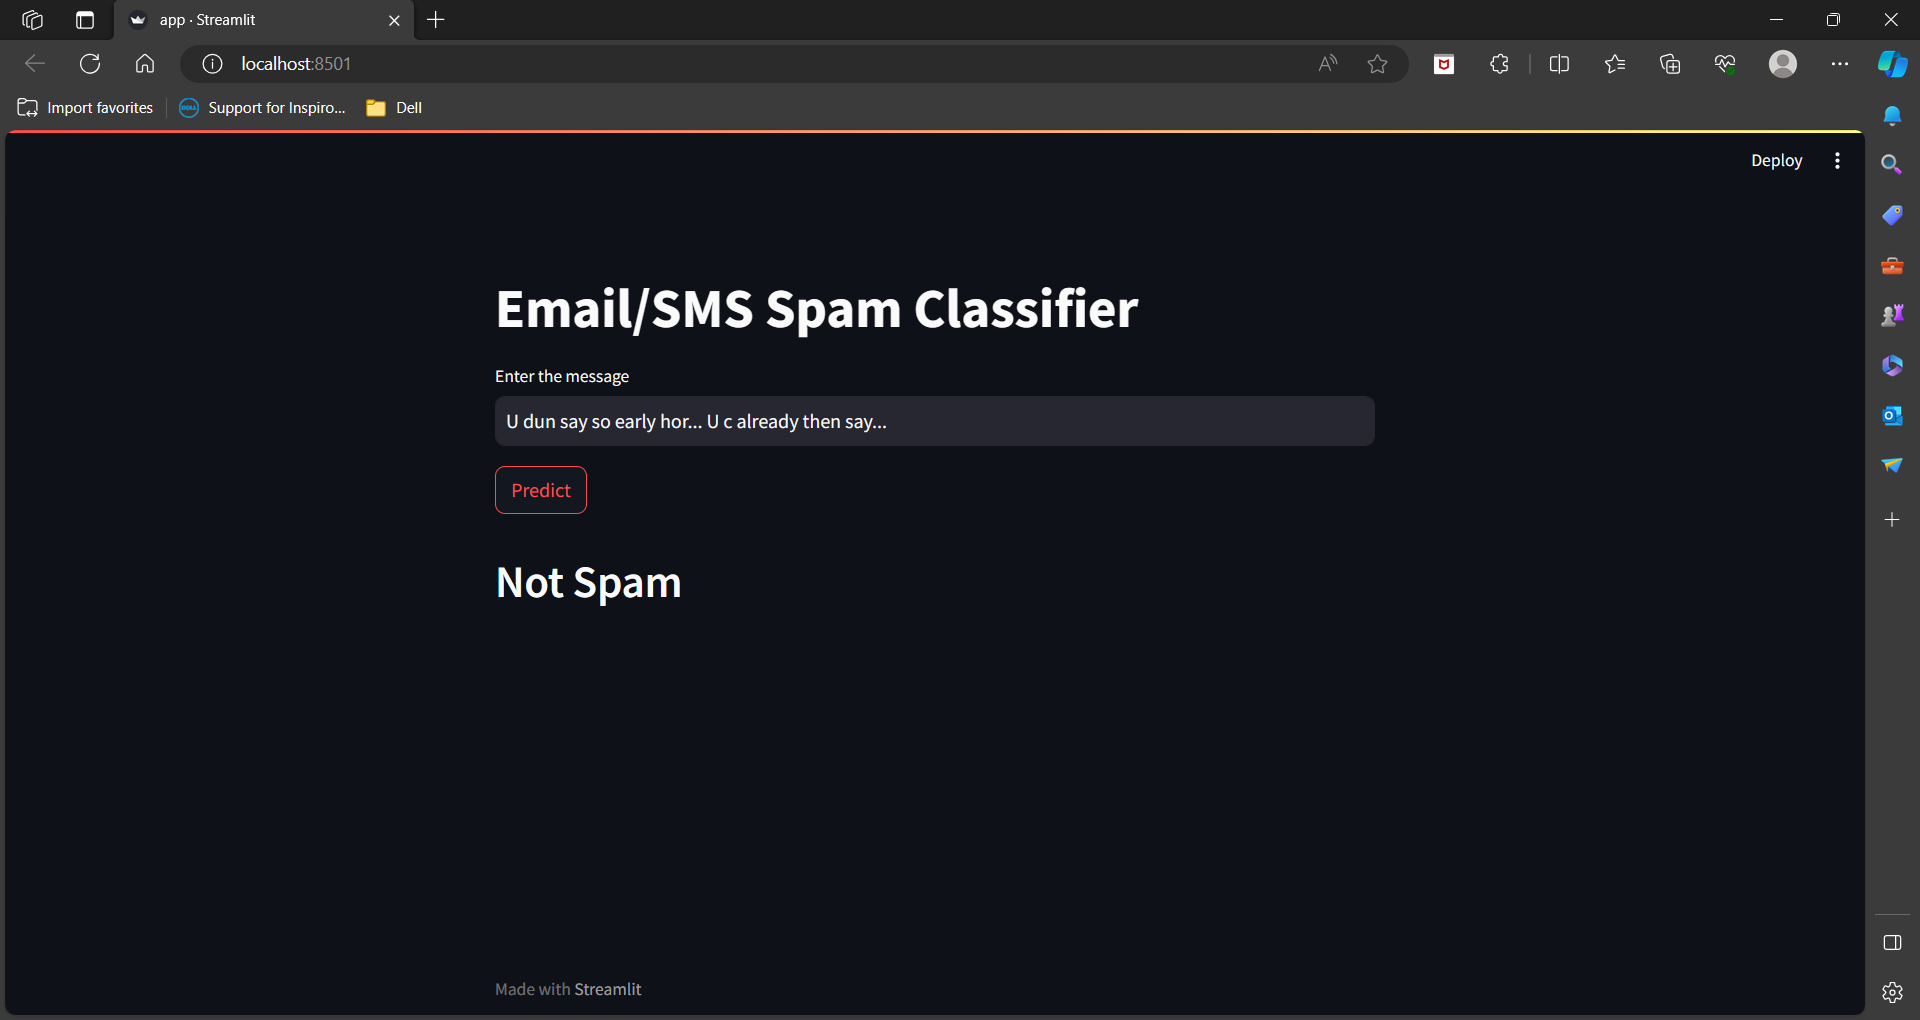 app · Streamlit
localhost:8501
Import favorites
Support for Inspiro...
Dell
Deploy
Email/SMS Spam Classifier
Enter the message
U dun say so early hor... U c already then say...
Predict
Not Spam
Made with Streamlit